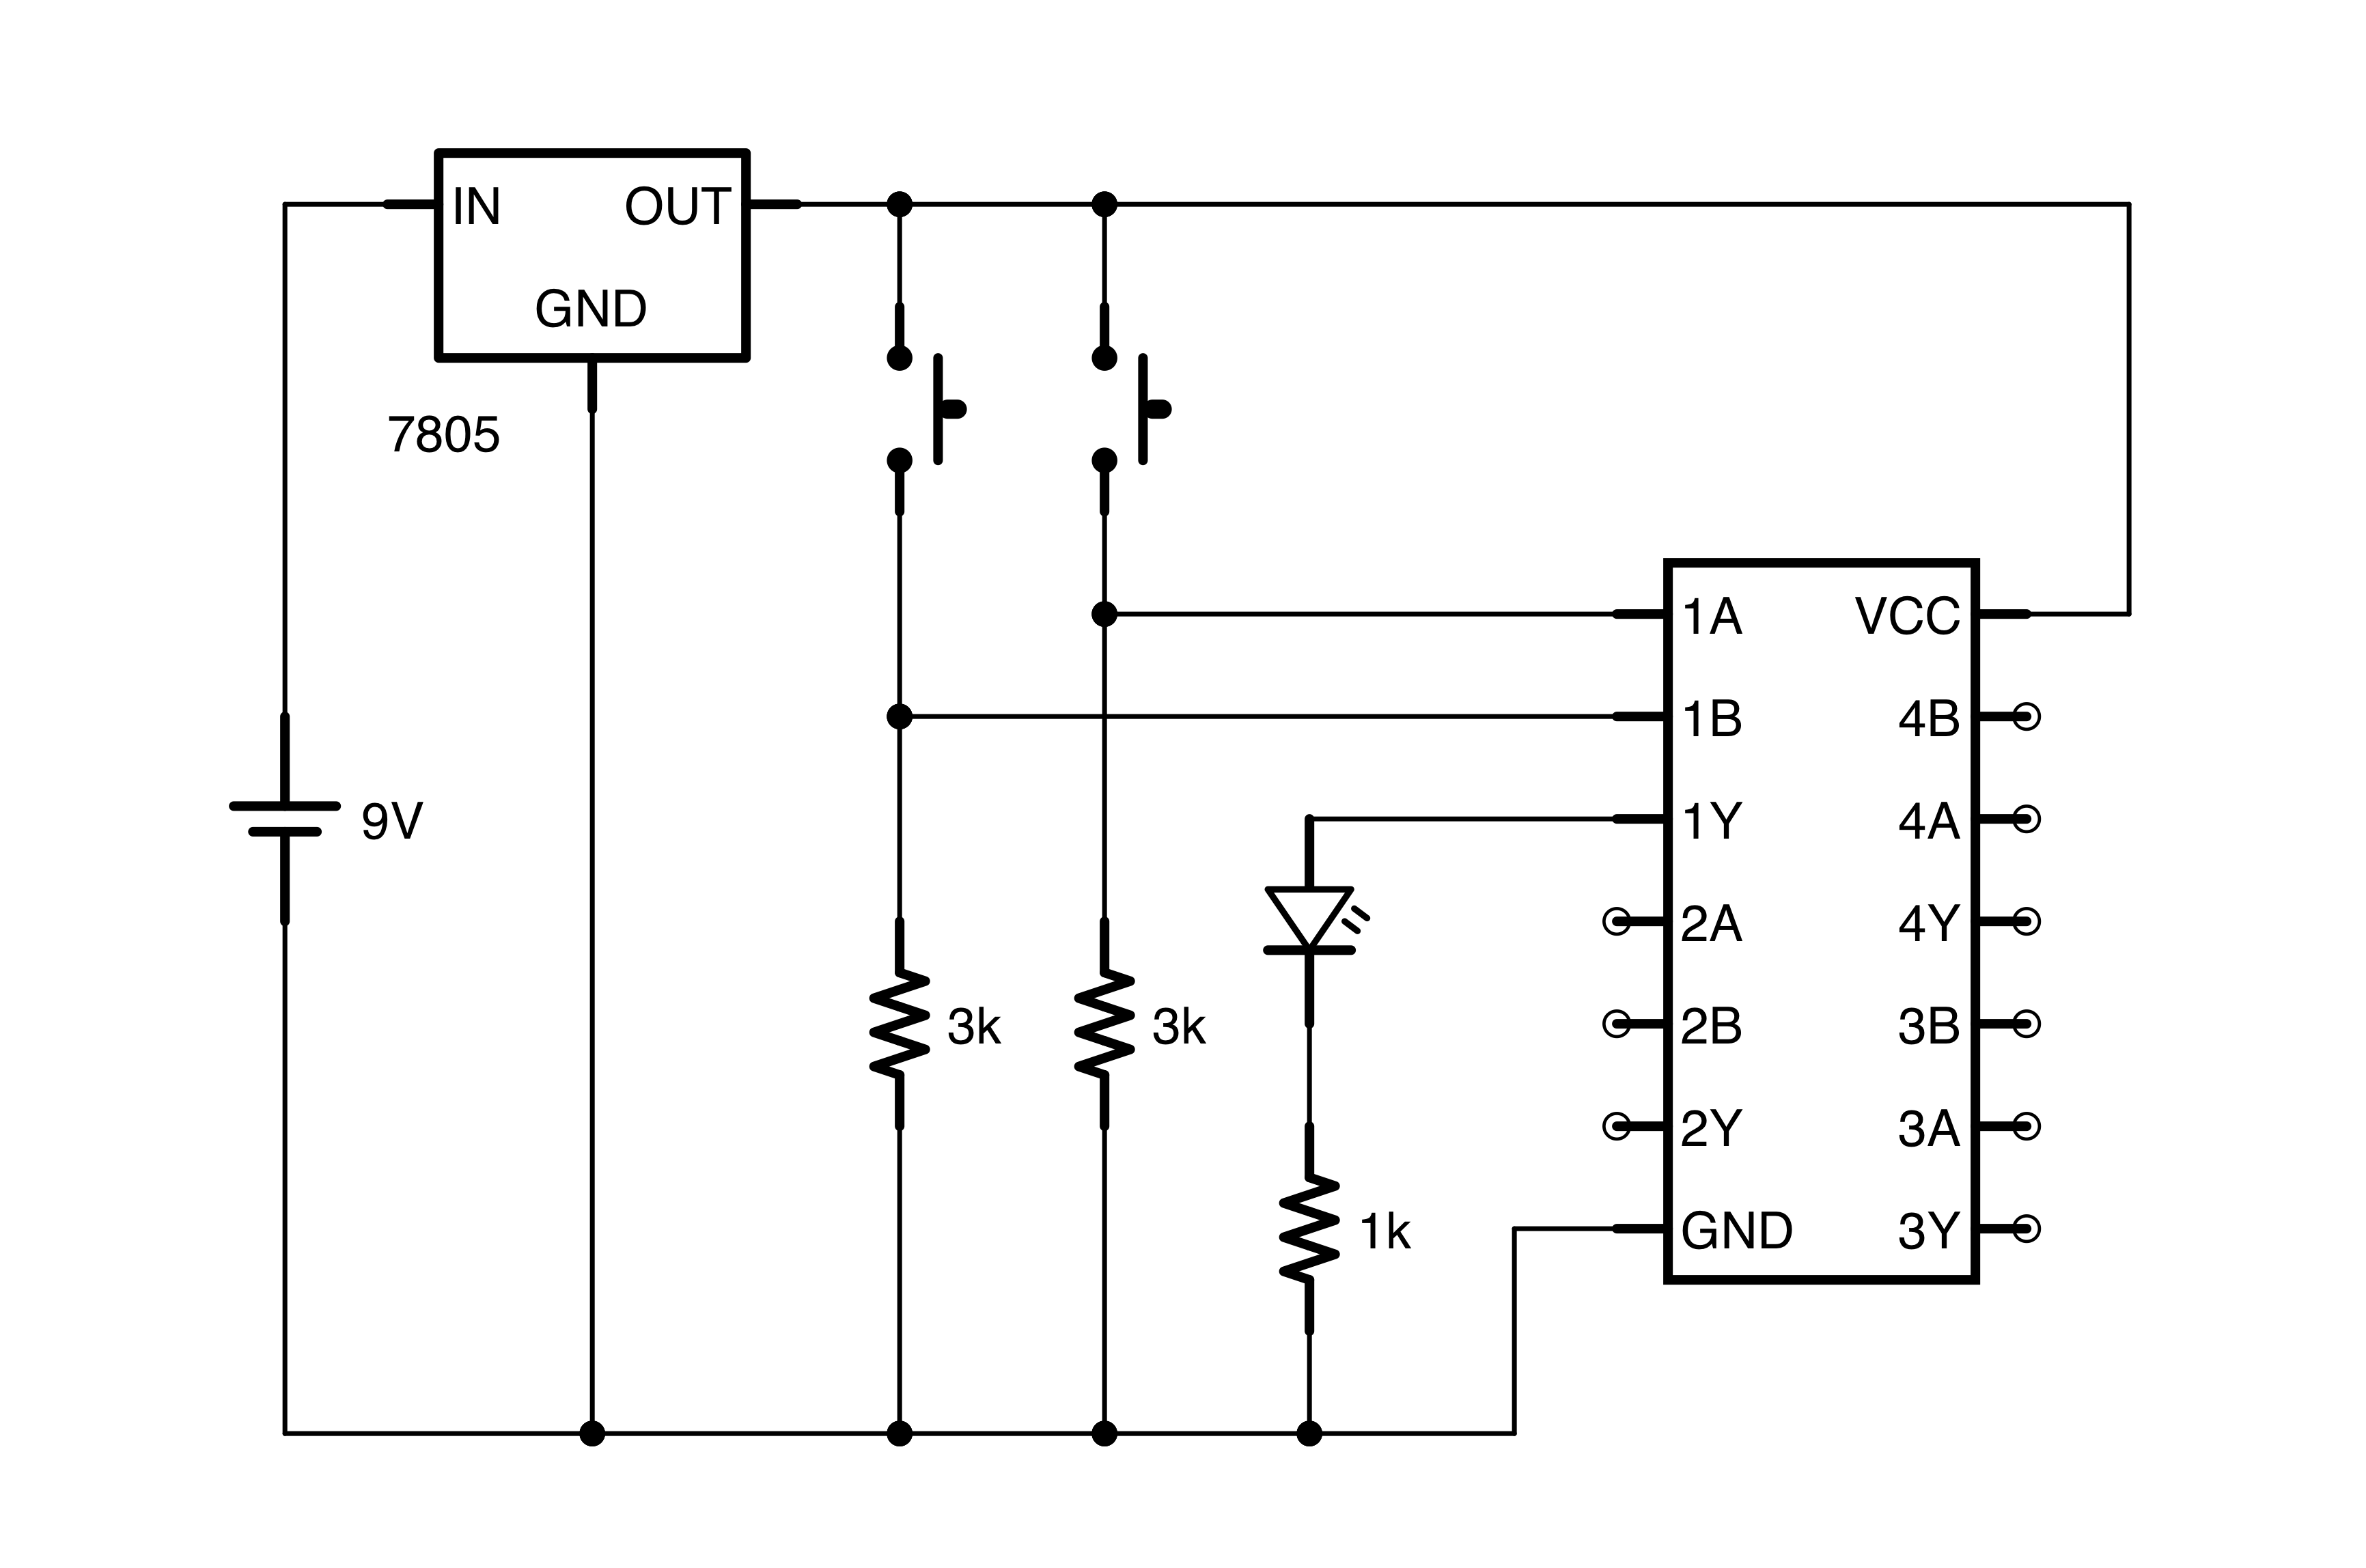 IN OUT
GND
7805
1A VCC
1B 4B
9V
1Y 4A
2A 4Y
3k
3k
2B 3B
2Y 3A
1k
GND 3Y